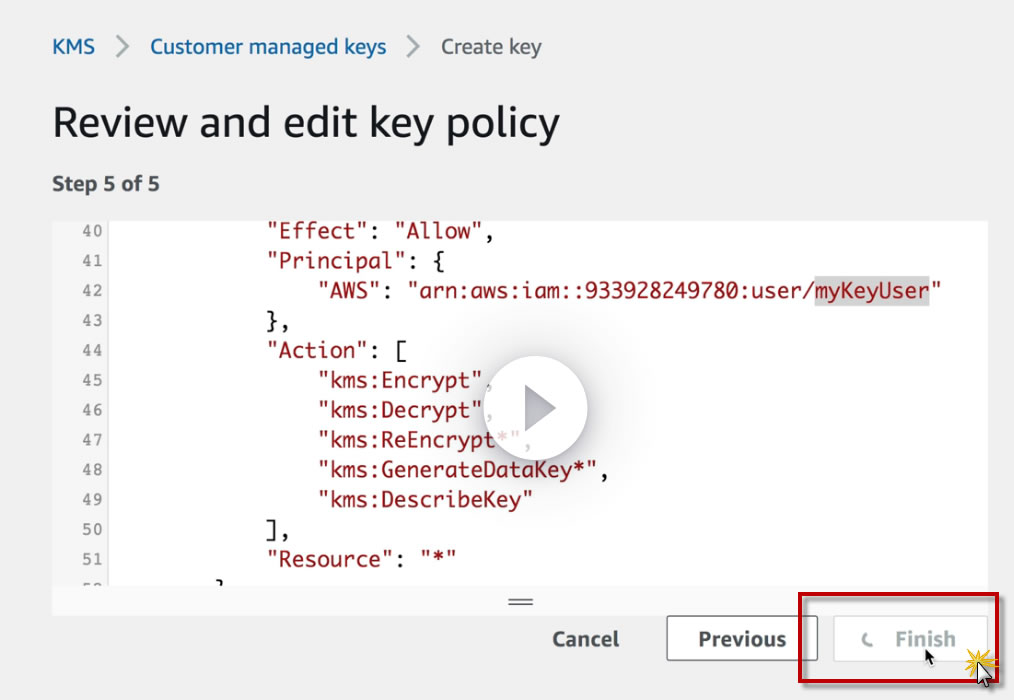 KMS > Customer managed keys > Create key
Review and edit key policy
Step 5 of 5
40 "Effect": "Allow",
41 "Principal": {
42 "AWS": "arn:aws:iam::933928249780:user/myKeyUser"
43 },
44 "Action": [
45 "kms:Encrypt",
46 "kms:Decrypt",
47 "kms:ReEncrypt*",
48 "kms:GenerateDataKey*",
49 "kms:DescribeKey"
50 ],
51 "Resource": "*"
Cancel Previous Finish